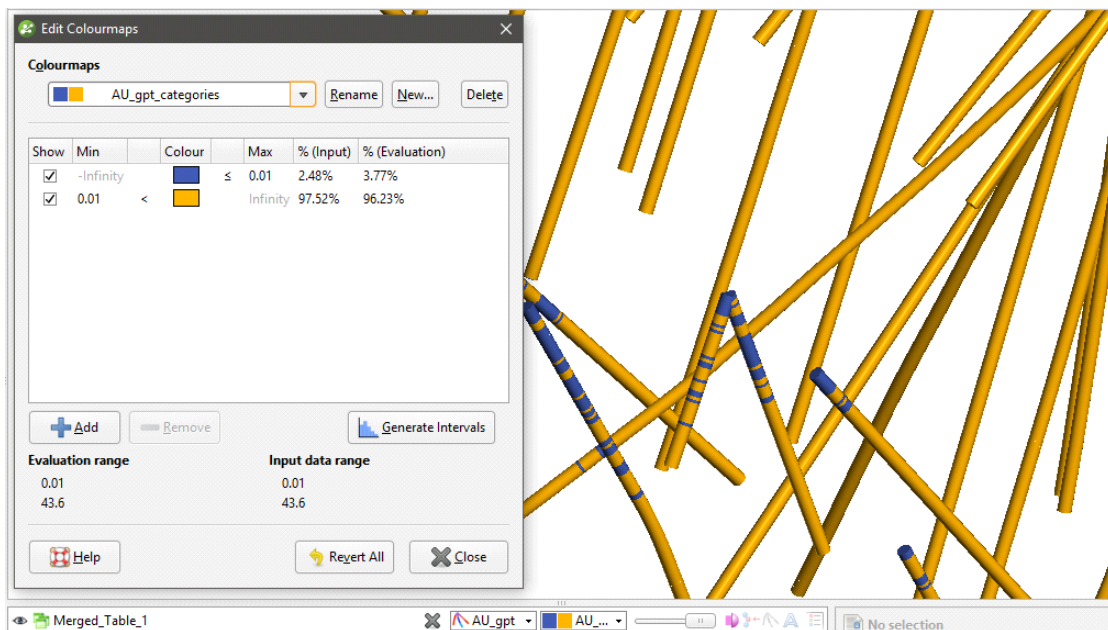 Edit Colourmaps
Colourmaps
AU_gpt_categories Rename New... Delete
Show Min Colour Max % (Input) % (Evaluation)
-Infinity ≤ 0.01 2.48% 3.77%
0.01 < Infinity 97.52% 96.23%
Add Remove Generate Intervals
Evaluation range Input data range
0.01 0.01
43.6 43.6
Help Revert All Close
Merged_Table_1 AU_gpt AU_... No selection